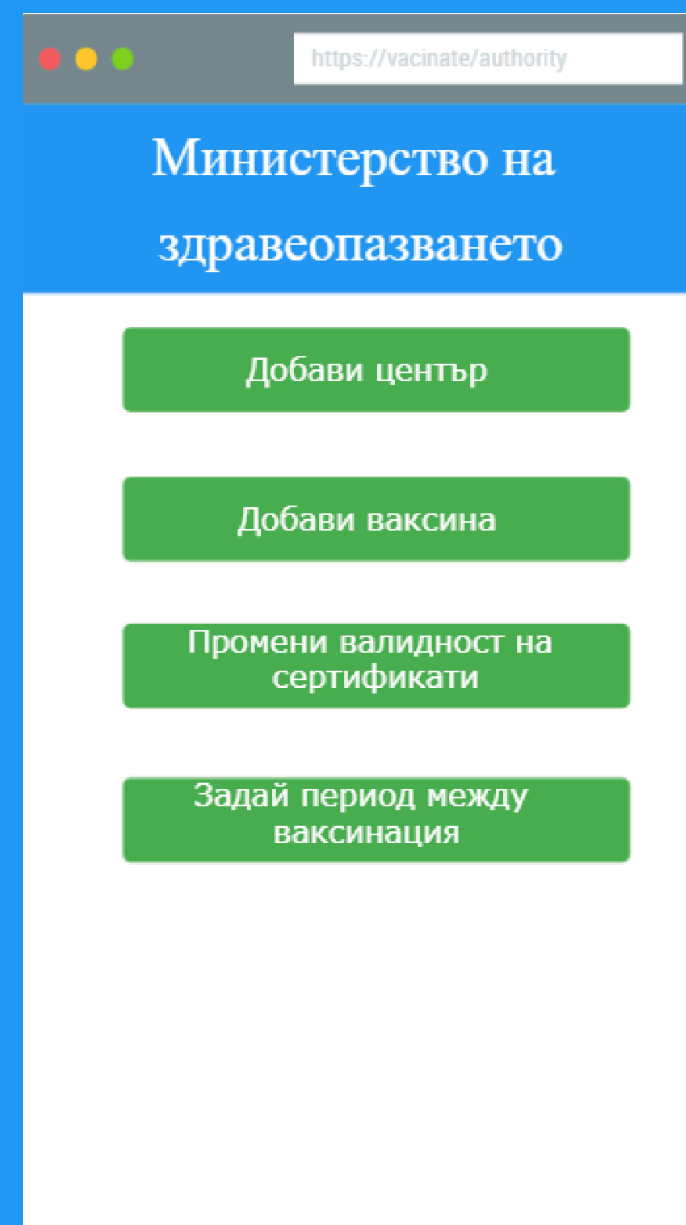 https://vacinate/authority
Министерство на
здравеопазването
Добави център
Добави ваксина
Промени валидност на
сертификати
Задай период между
ваксинация